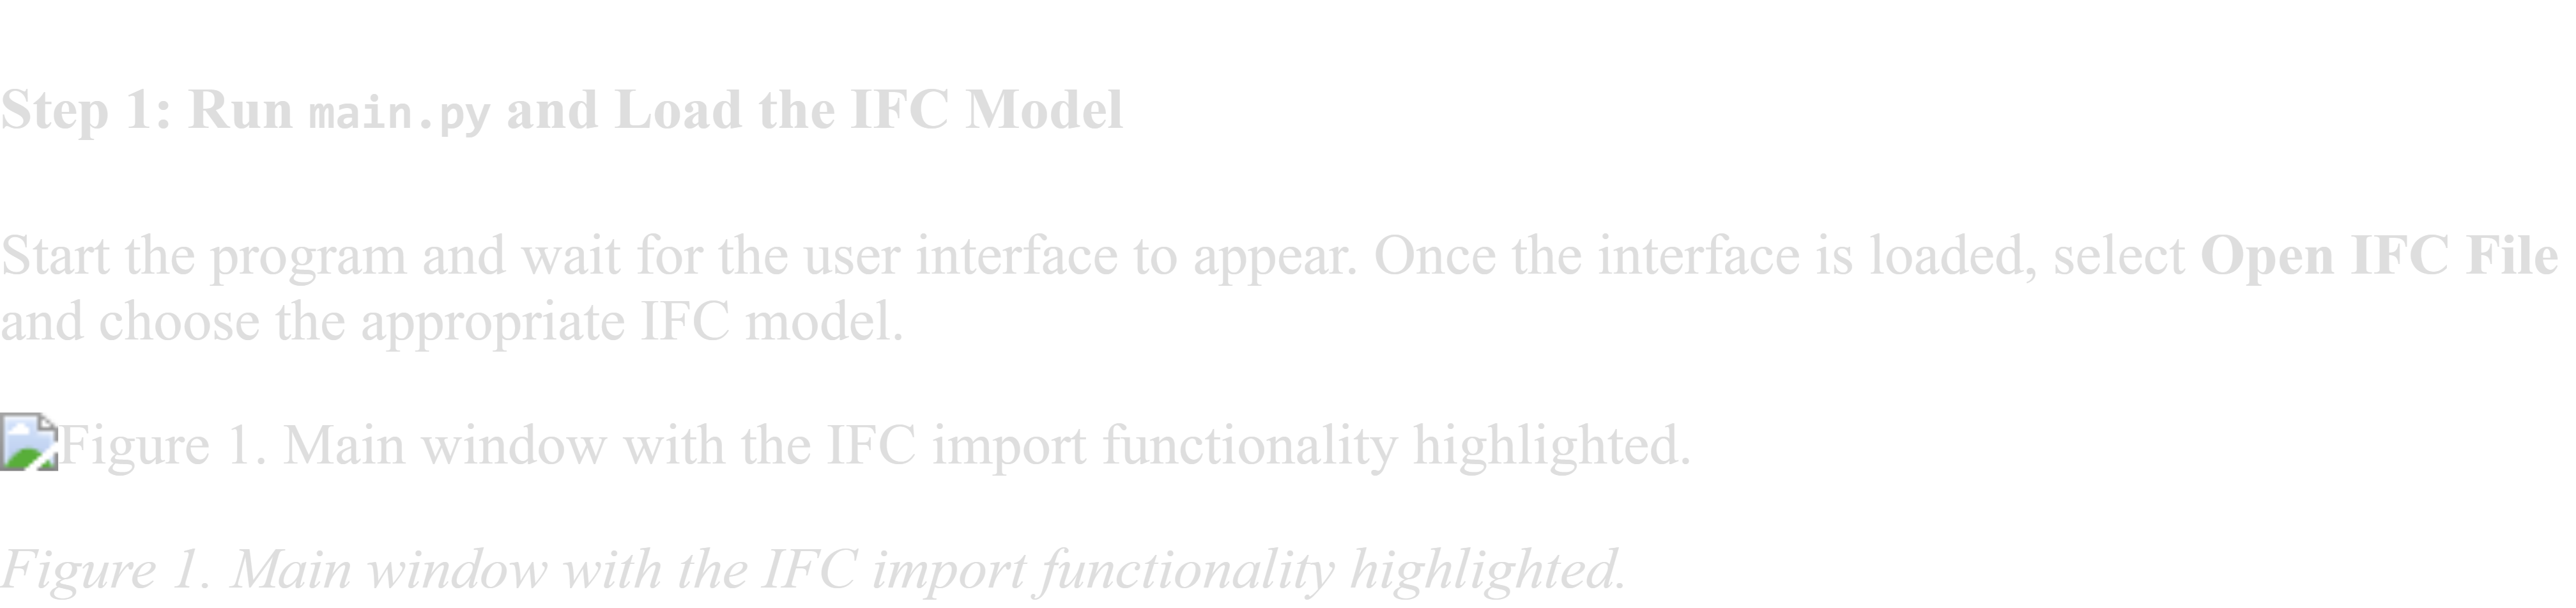 Step 1: Run main.py and Load the IFC Model
Start the program and wait for the user interface to appear. Once the interface is loaded, select Open IFC File
and choose the appropriate IFC model.
Figure 1. Main window with the IFC import functionality highlighted.
Figure 1. Main window with the IFC import functionality highlighted.